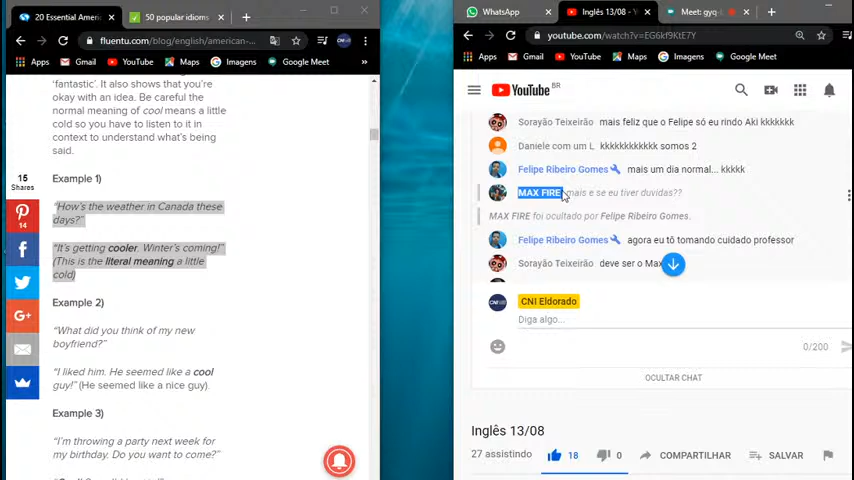 20 Essential Ame
50 popular idioms
fluentu.com/blog/english/american-...
Apps
Gmail
YouTube
Maps
Imagens
Google Meet
'fantastic'. It also shows that you're
okay with an idea. Be careful the
normal meaning of cool means a little
cold so you have to listen to it in
context to understand what's being
said.
15
Shares
14
Example 1)
"How's the weather in Canada these
days?"
"It's getting cooler. Winter's coming!"
(This is the literal meaning a little
cold)
Example 2)
"What did you think of my new
boyfriend?"
"I liked him. He seemed like a cool
guy!" (He seemed like a nice guy).
Example 3)
"I'm throwing a party next week for
my birthday. Do you want to come?"
WhatsApp
Inglês 13/08 -
Meet: gyq-
youtube.com/watch?v=EG6kf9KtE7Y
Apps
Gmail
YouTube
Maps
Imagens
Google Meet
YouTube BR
Sorayão Teixeirão mais feliz que o Felipe só eu rindo Aki kkkkkkk
Daniele com um L kkkkkkkkkkkk somos 2
Felipe Ribeiro Gomes mais um dia normal... kkkkk
MAX FIRE mais e se eu tiver duvidas??
MAX FIRE foi ocultado por Felipe Ribeiro Gomes.
Felipe Ribeiro Gomes agora eu tô tomando cuidado professor
Sorayão Teixeirão deve ser o Max
CNI Eldorado
Diga algo...
0/200
OCULTAR CHAT
Inglês 13/08
27 assistindo
18
0
COMPARTILHAR
SALVAR